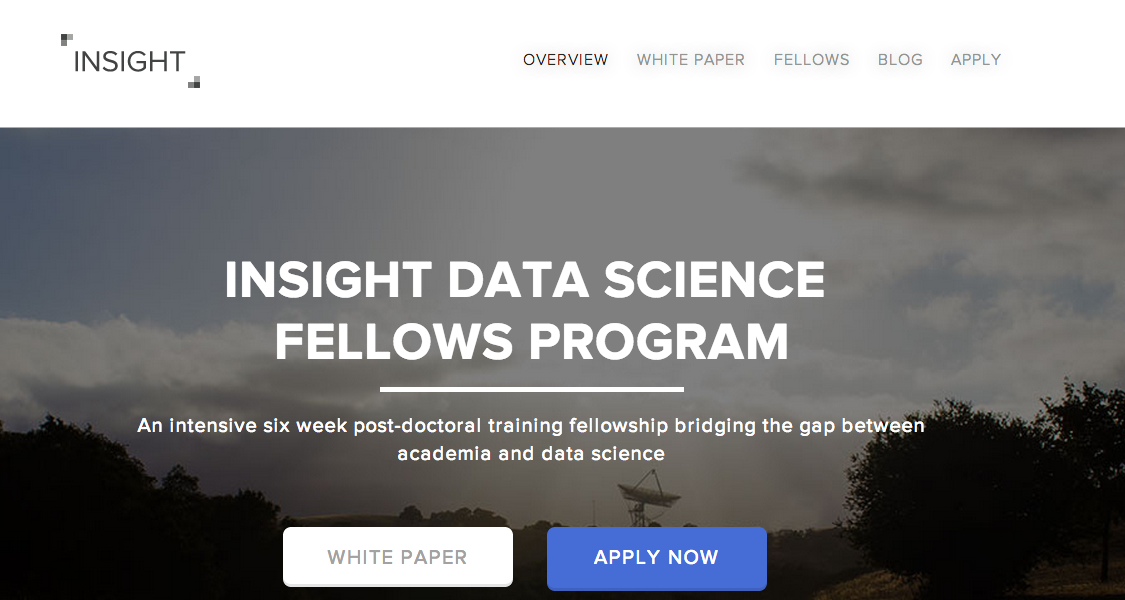 INSIGHT
OVERVIEW WHITE PAPER FELLOWS BLOG APPLY
INSIGHT DATA SCIENCE
FELLOWS PROGRAM
An intensive six week post-doctoral training fellowship bridging the gap between
academia and data science
WHITE PAPER APPLY NOW